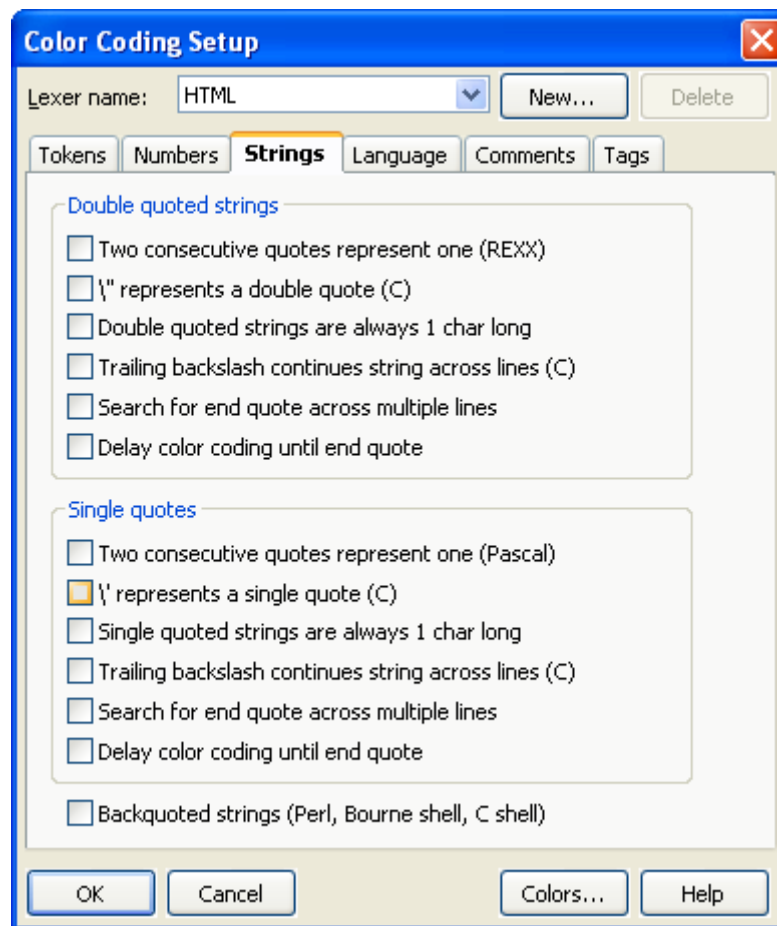 Color Coding Setup
Lexer name: HTML New... Delete
Tokens Numbers Strings Language Comments Tags
Double quoted strings
Two consecutive quotes represent one (REXX)
\" represents a double quote (C)
Double quoted strings are always 1 char long
Trailing backslash continues string across lines (C)
Search for end quote across multiple lines
Delay color coding until end quote
Single quotes
Two consecutive quotes represent one (Pascal)
\' represents a single quote (C)
Single quoted strings are always 1 char long
Trailing backslash continues string across lines (C)
Search for end quote across multiple lines
Delay color coding until end quote
Backquoted strings (Perl, Bourne shell, C shell)
OK Cancel Colors... Help